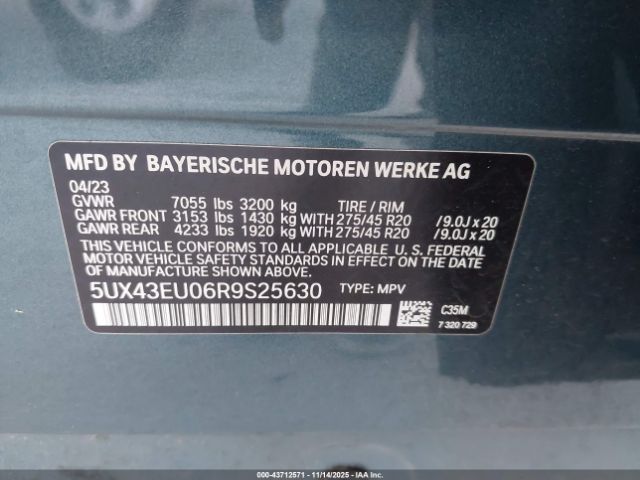 MFD BY BAYERISCHE MOTOREN WERKE AG
04/23
GVWR 7055 lbs 3200 kg TIRE / RIM
GAWR FRONT 3153 lbs 1430 kg WITH 275/45 R20 /9.0J x 20
GAWR REAR 4233 lbs 1920 kg WITH 275/45 R20 /9.0J x 20
THIS VEHICLE CONFORMS TO ALL APPLICABLE U. S. FEDERAL
MOTOR VEHICLE SAFETY STANDARDS IN EFFECT ON THE
DATE OF MANUFACTURE SHOWN ABOVE.
5UX43EU06R9S25630 TYPE: MPV
C35M
7 320 729
000-43712571 | 11/14/2025 | IAAI.COM